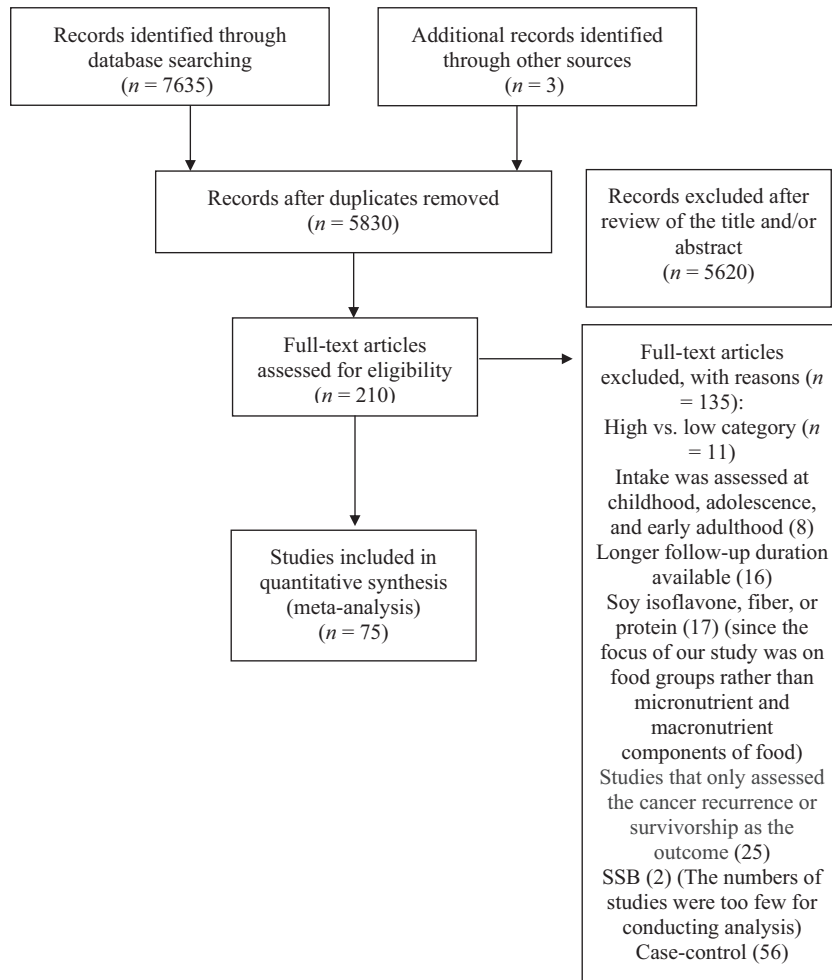 Records identified through
database searching
(n = 7635)
Additional records identified
through other sources
(n = 3)
Records after duplicates removed
(n = 5830)
Records excluded after
review of the title and/or
abstract
(n = 5620)
Full-text articles
assessed for eligibility
(n = 210)
Full-text articles
excluded, with reasons (n
= 135):
High vs. low category (n
= 11)
Intake was assessed at
childhood, adolescence,
and early adulthood (8)
Longer follow-up duration
available (16)
Soy isoflavone, fiber, or
protein (17) (since the
focus of our study was on
food groups rather than
micronutrient and
macronutrient
components of food)
Studies that only assessed
the cancer recurrence or
survivorship as the
outcome (25)
SSB (2) (The numbers of
studies were too few for
conducting analysis)
Case-control (56)
Studies included in
quantitative synthesis
(meta-analysis)
(n = 75)